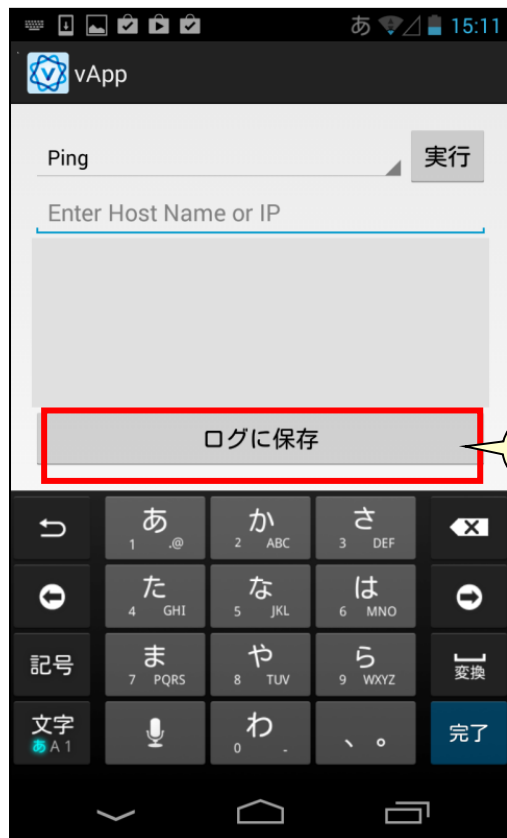 あ 15:11
vApp
Ping 実行
Enter Host Name or IP
ログに保存
あ か さ
1 .@ 2 ABC 3 DEF
た な は
4 GHI 5 JKL 6 MNO
記号 ま や ら 変換
7 PQRS 8 TUV 9 WXYZ
文字 わ 、。 完了
あA1 0 -